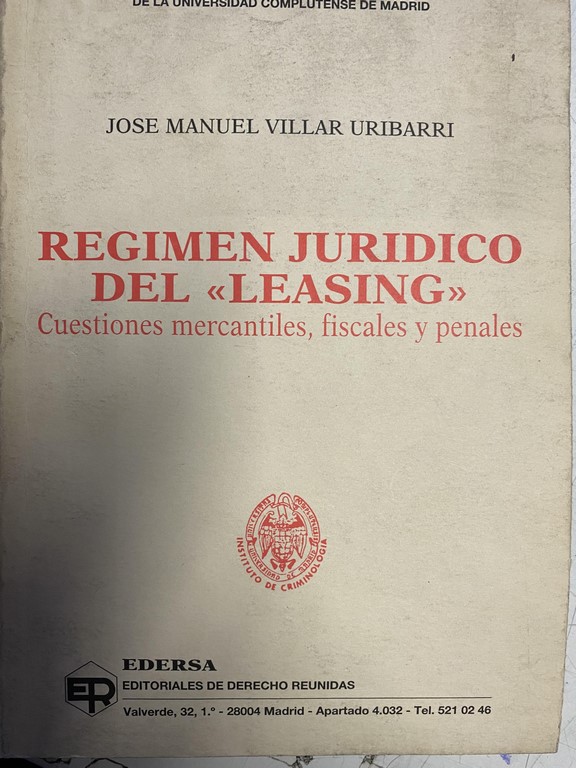 DE LA UNIVERSIDAD COMPLUTENSE DE MADRID
JOSE MANUEL VILLAR URIBARRI
REGIMEN JURIDICO
DEL «LEASING»
Cuestiones mercantiles, fiscales y penales
INSTITUTO DE CRIMINOLOGIA
ER
EDERSA
EDITORIALES DE DERECHO REUNIDAS
Valverde, 32, 1.º - 28004 Madrid - Apartado 4.032 - Tel. 521 02 46